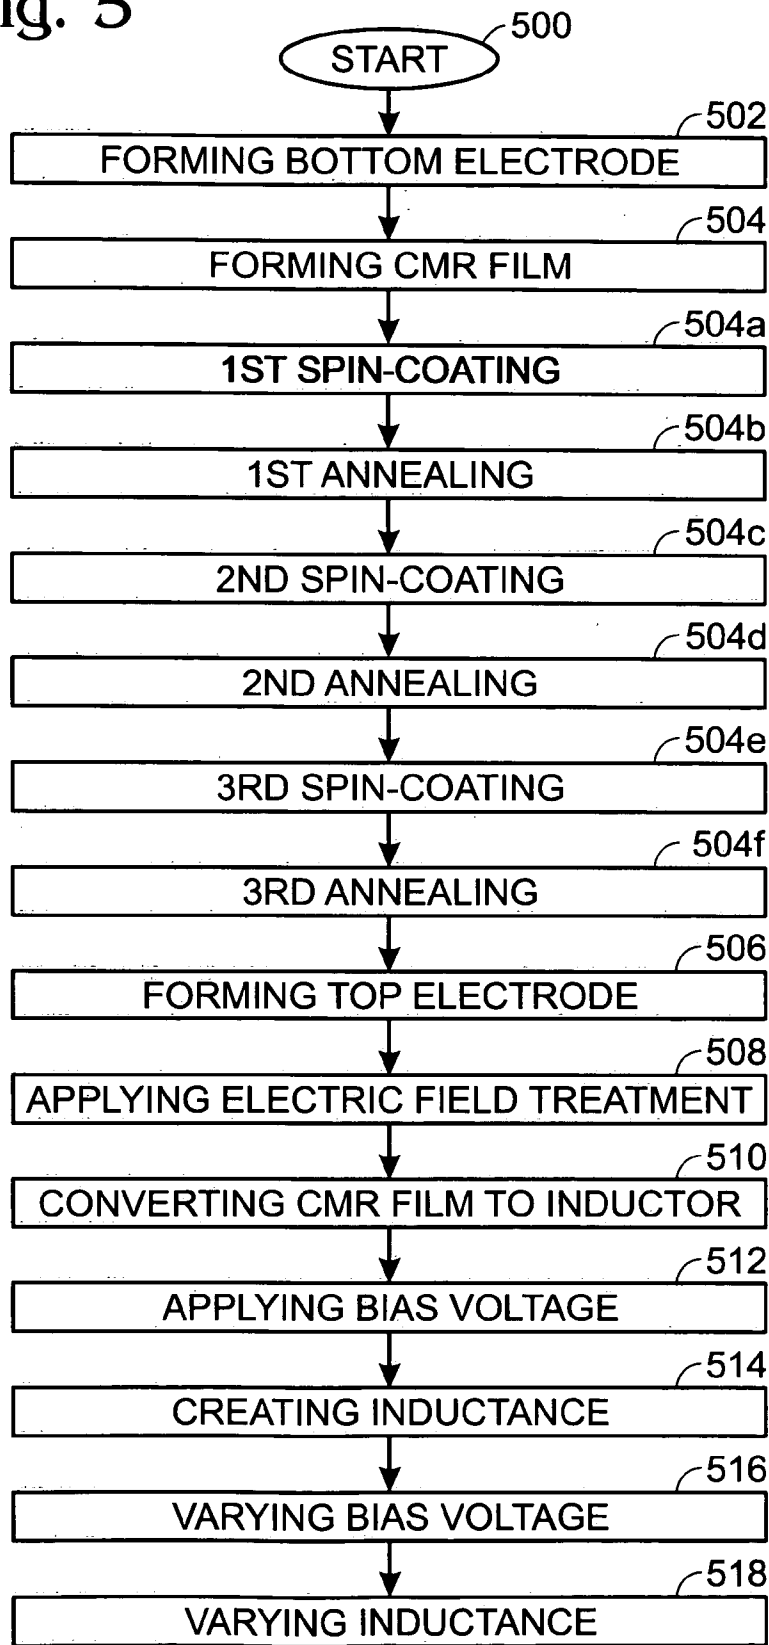 Fig. 5
START 500
502
FORMING BOTTOM ELECTRODE
504
FORMING CMR FILM
504a
1ST SPIN-COATING
504b
1ST ANNEALING
504c
2ND SPIN-COATING
504d
2ND ANNEALING
504e
3RD SPIN-COATING
504f
3RD ANNEALING
506
FORMING TOP ELECTRODE
508
APPLYING ELECTRIC FIELD TREATMENT
510
CONVERTING CMR FILM TO INDUCTOR
512
APPLYING BIAS VOLTAGE
514
CREATING INDUCTANCE
516
VARYING BIAS VOLTAGE
518
VARYING INDUCTANCE